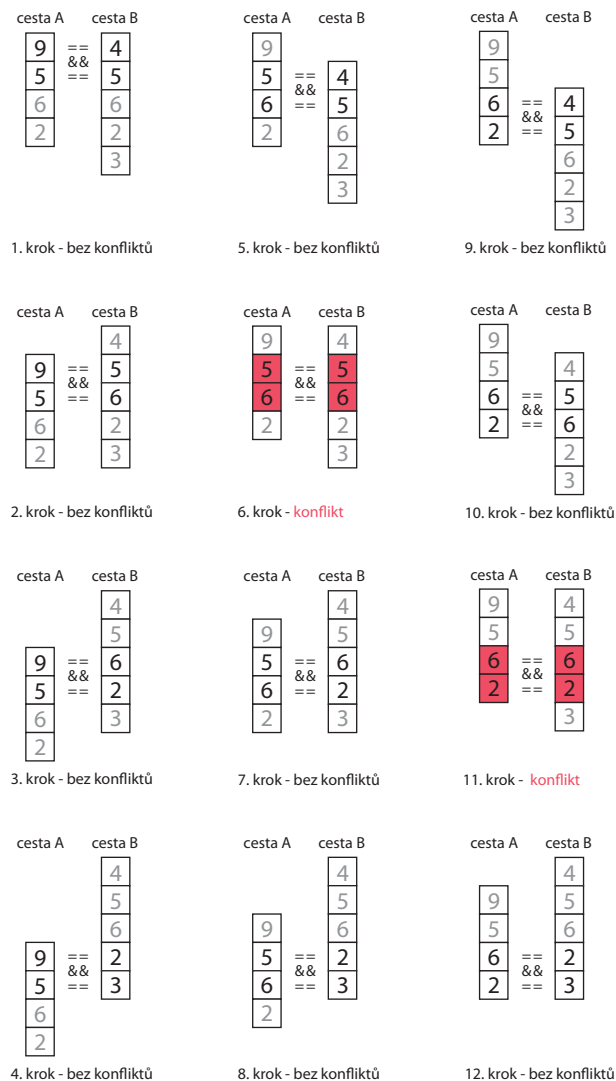 cesta A cesta B
9 == 4
&&
5 == 5
6 6
2 2
3
1. krok - bez konfliktů
cesta A cesta B
4
9 == 5
&&
5 == 6
6 2
2 3
2. krok - bez konfliktů
cesta A cesta B
4
5
9 == 6
&&
5 == 2
6 3
2
3. krok - bez konfliktů
cesta A cesta B
4
5
6
9 == 2
&&
5 == 3
6
2
4. krok - bez konfliktů
cesta A cesta B
9
5 == 4
&&
6 == 5
2 6
2
3
5. krok - bez konfliktů
cesta A cesta B
9 4
5 == 5
&&
6 == 6
2 2
3
6. krok - konflikt
cesta A cesta B
4
9 5
5 == 6
&&
6 == 2
2 3
7. krok - bez konfliktů
cesta A cesta B
4
5
9 6
5 == 2
&&
6 == 3
2
8. krok - bez konfliktů
cesta A cesta B
9
5
6 == 4
&&
2 == 5
6
2
3
9. krok - bez konfliktů
cesta A cesta B
9
5 4
6 == 5
&&
2 == 6
2
3
10. krok - bez konfliktů
cesta A cesta B
9 4
5 5
6 == 6
&&
2 == 2
3
11. krok - konflikt
cesta A cesta B
4
9 5
5 6
6 == 2
&&
2 == 3
12. krok - bez konfliktů